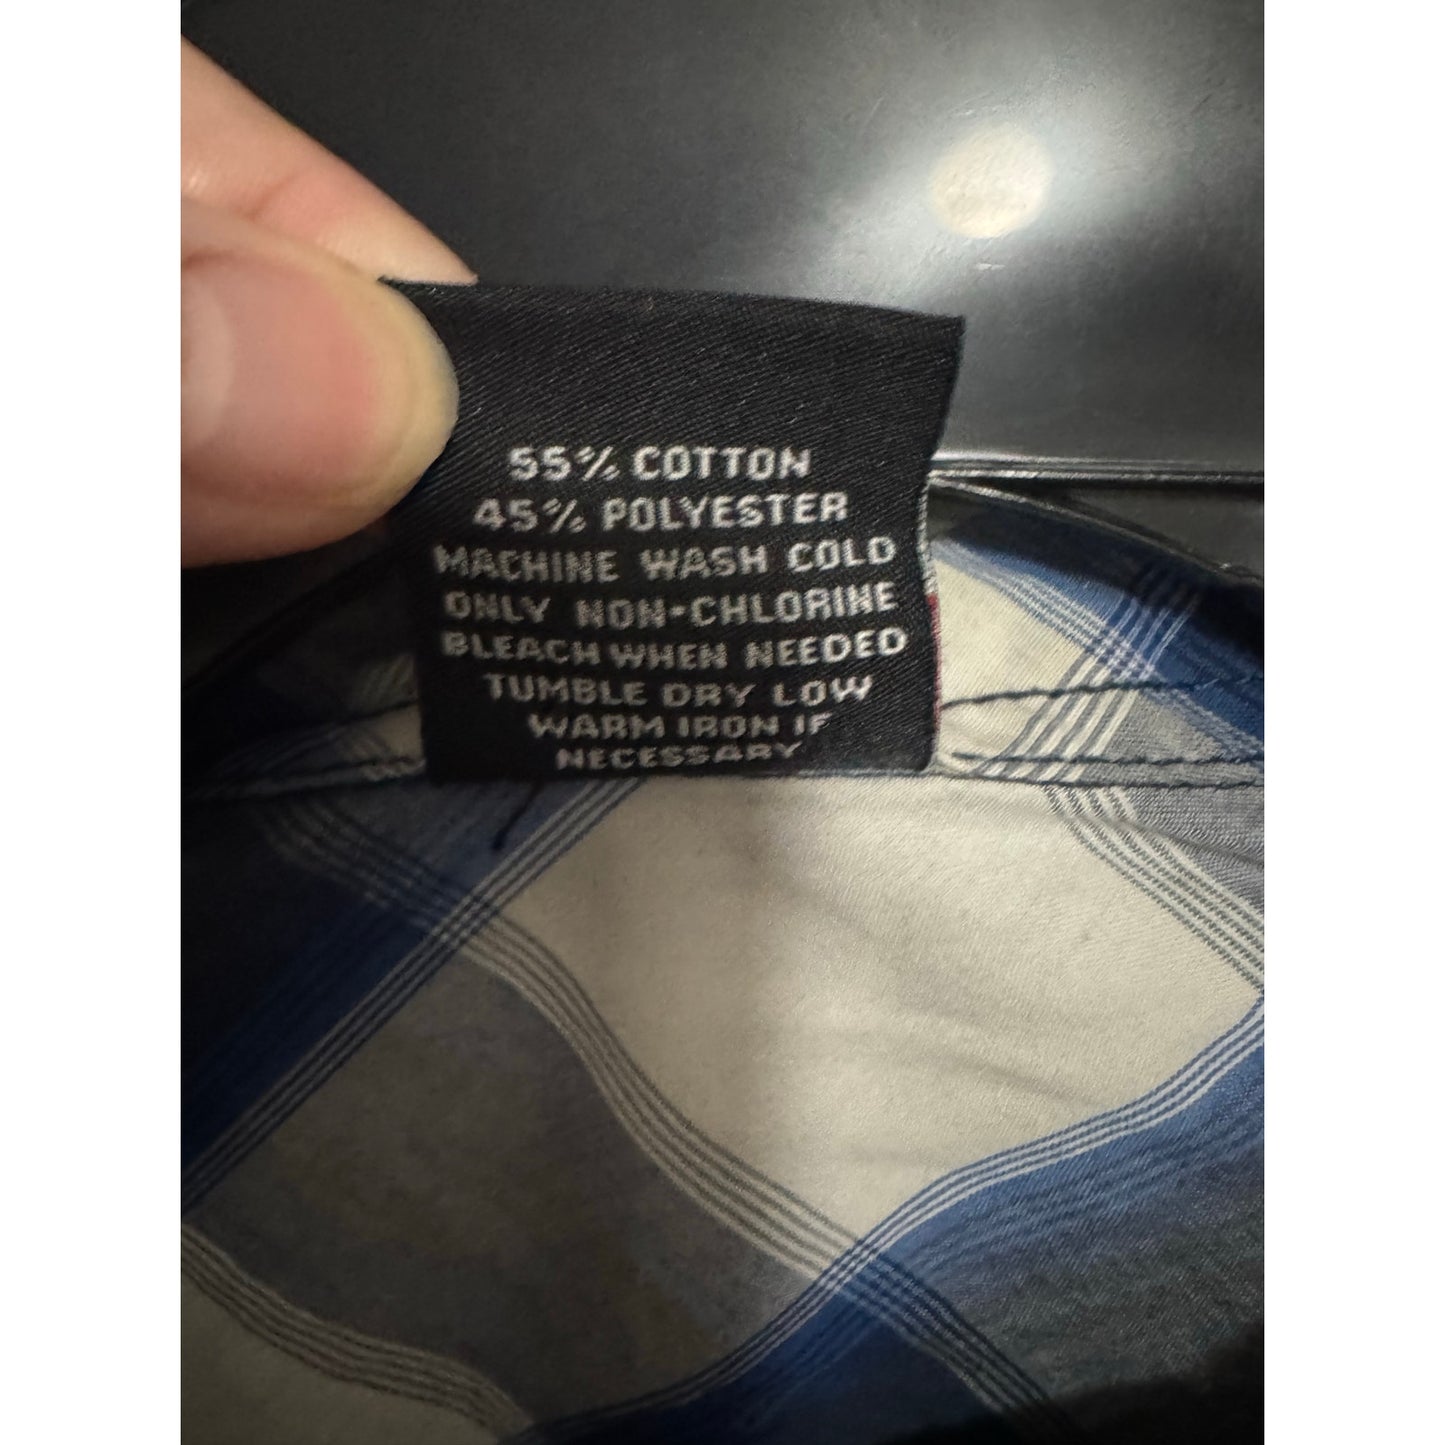 55% COTTON
45% POLYESTER
MACHINE WASH COLD
ONLY NON-CHLORINE
BLEACH WHEN NEEDED
TUMBLE DRY LOW
WARM IRON IF
NECESSARY